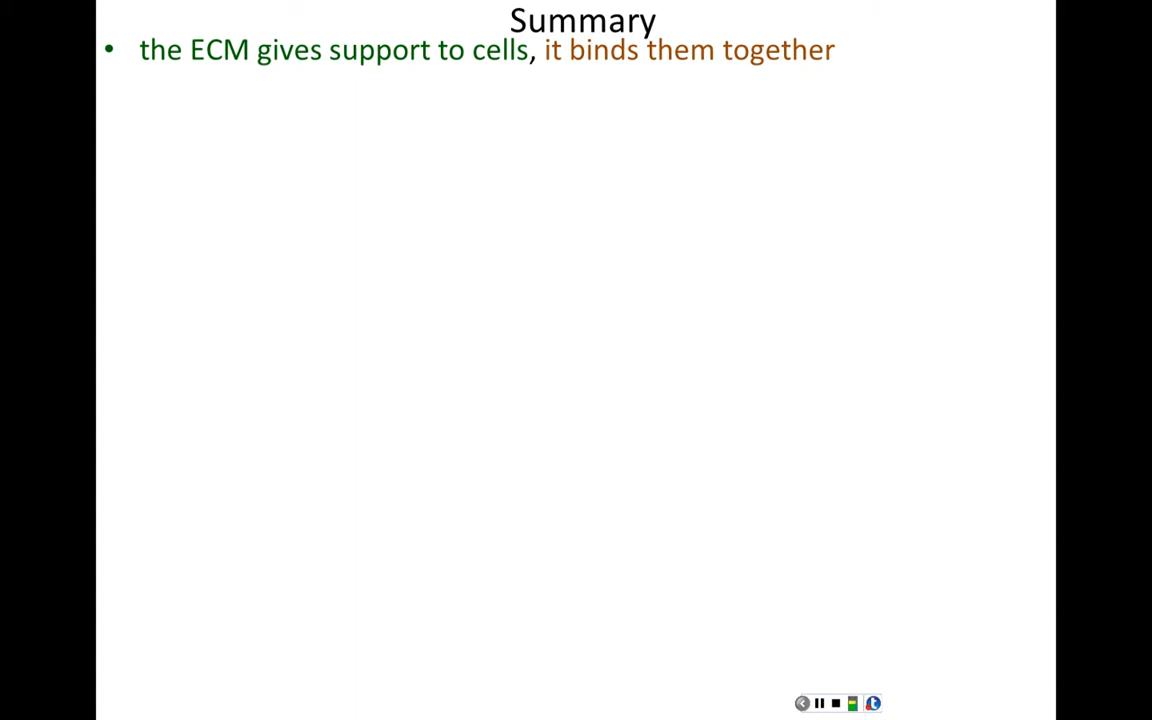 Summary
• the ECM gives support to cells, it binds them together